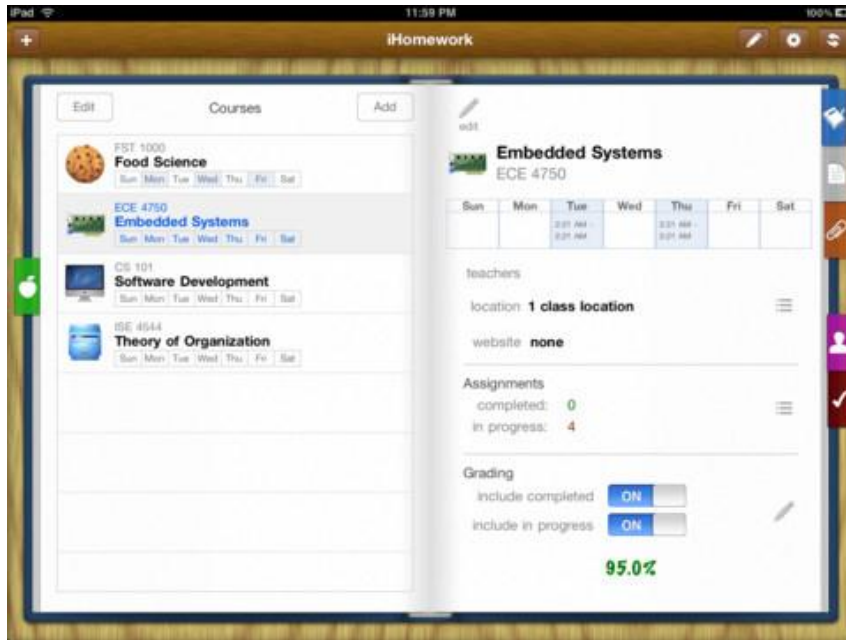 iPad 11:59 PM 100%
iHomework
Edit Courses Add
FST 1000
Food Science
Sun Mon Tue Wed Thu Fri Sat
ECE 4750
Embedded Systems
Sun Mon Tue Wed Thu Fri Sat
CS 101
Software Development
Sun Mon Tue Wed Thu Fri Sat
ISE 4544
Theory of Organization
Sun Mon Tue Wed Thu Fri Sat
edit
Embedded Systems
ECE 4750
Sun Mon Tue Wed Thu Fri Sat
teachers
location 1 class location
website none
Assignments
completed: 0
in progress: 4
Grading
include completed ON
include in progress ON
95.0%